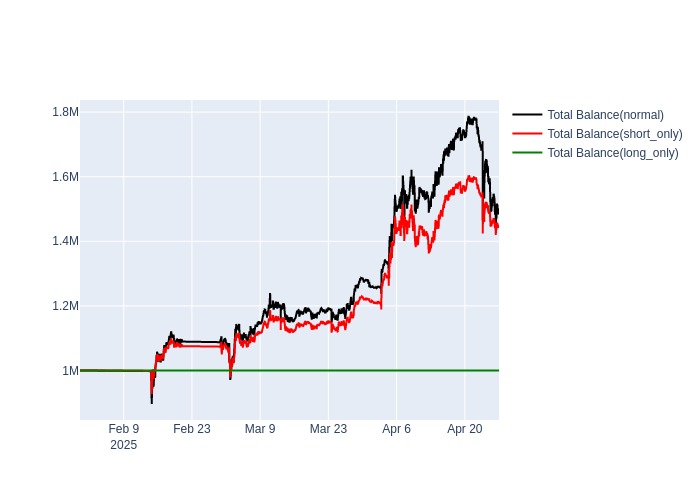 1.8M
1.6M
1.4M
1.2M
1M
Feb 9
2025
Feb 23
Mar 9
Mar 23
Apr 6
Apr 20
Total Balance(normal)
Total Balance(short_only)
Total Balance(long_only)